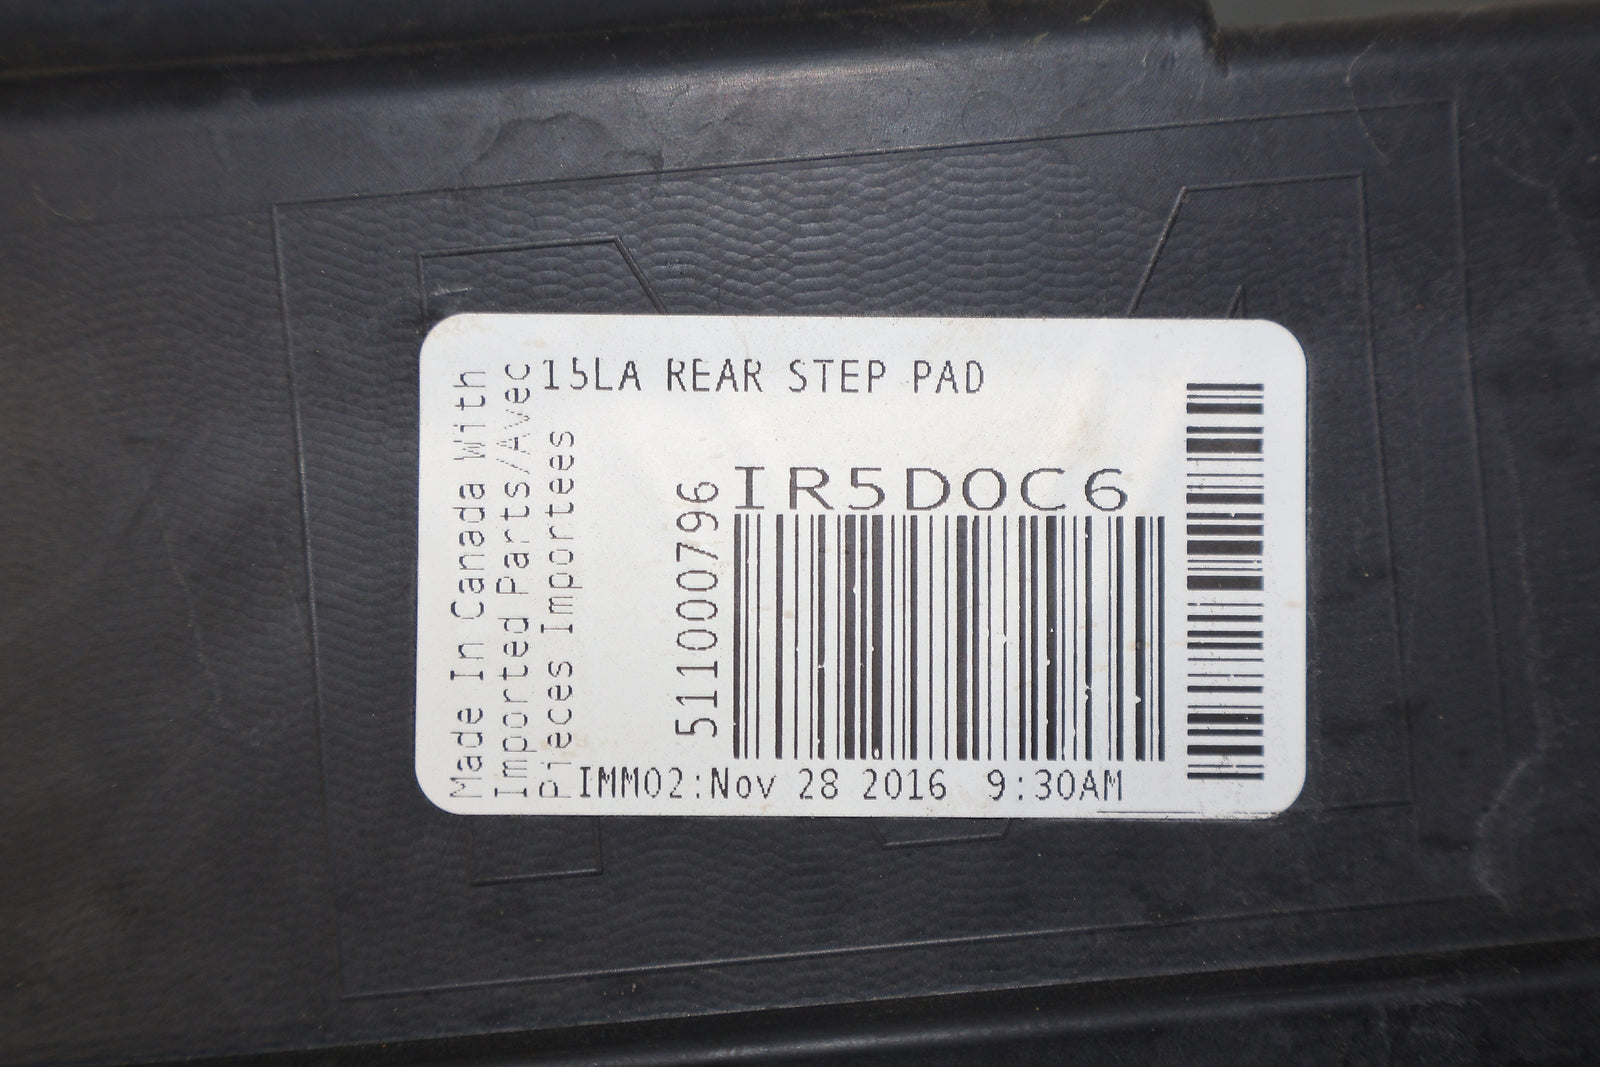 15LA REAR STEP PAD
Made In Canada With
Imported Parts/Avec
Pieces Importees
511000796
IR5D0C6
IMM02:Nov 28 2016 9:30AM